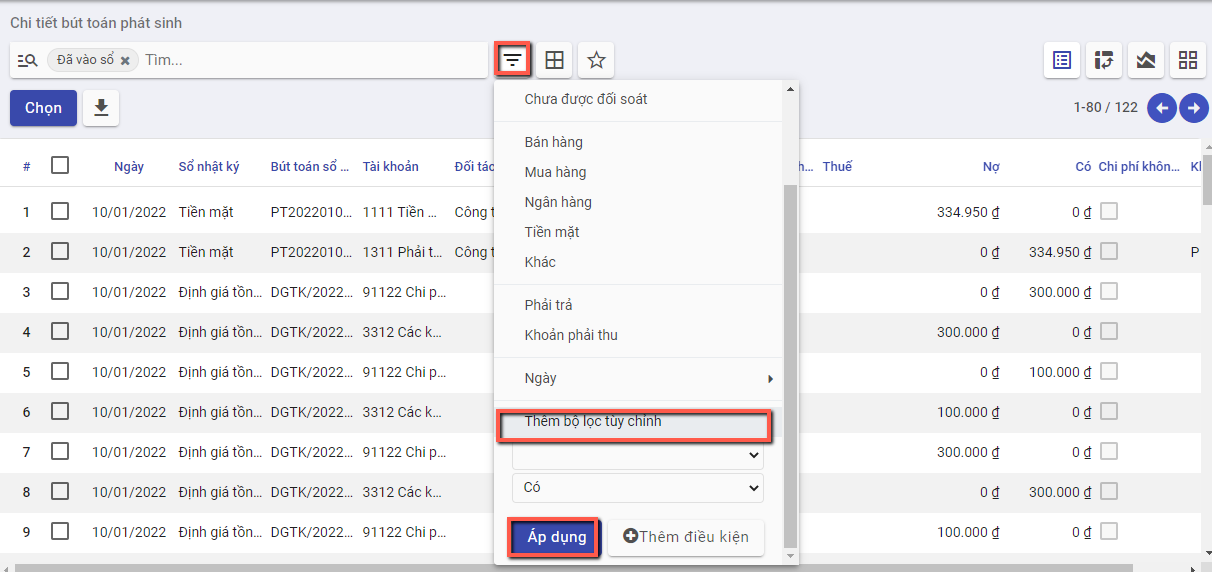 Chi tiết bút toán phát sinh
Đã vào sổ × Tìm...
Chọn
1-80 / 122
Chưa được đối soát
Bán hàng
Mua hàng
Ngân hàng
Tiền mặt
Khác
Phải trả
Khoản phải thu
Ngày
Thêm bộ lọc tùy chỉnh
Có
Áp dụng Thêm điều kiện
# Ngày Sổ nhật ký Bút toán sổ ... Tài khoản Đối tác h... Thuế Nợ Có Chi phí khôn...
1 10/01/2022 Tiền mặt PT2022010... 1111 Tiền ... Công t 334.950 ₫ 0 ₫
2 10/01/2022 Tiền mặt PT2022010... 1311 Phải t... Công t 0 ₫ 334.950 ₫ P
3 10/01/2022 Định giá tồn... DGTK/2022... 91122 Chi p... 0 ₫ 300.000 ₫
4 10/01/2022 Định giá tồn... DGTK/2022... 3312 Các k... 300.000 ₫ 0 ₫
5 10/01/2022 Định giá tồn... DGTK/2022... 91122 Chi p... 0 ₫ 100.000 ₫
6 10/01/2022 Định giá tồn... DGTK/2022... 3312 Các k... 100.000 ₫ 0 ₫
7 10/01/2022 Định giá tồn... DGTK/2022... 91122 Chi p... 300.000 ₫ 0 ₫
8 10/01/2022 Định giá tồn... DGTK/2022... 3312 Các k... 0 ₫ 300.000 ₫
9 10/01/2022 Định giá tồn... DGTK/2022... 91122 Chi p... 100.000 ₫ 0 ₫